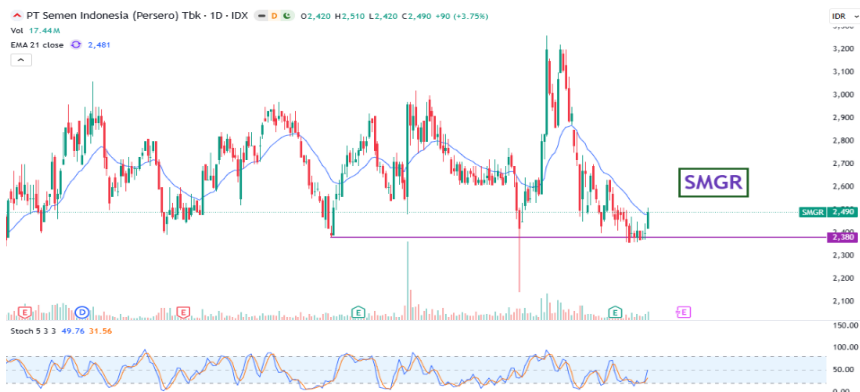 PT Semen Indonesia (Persero) Tbk · 1D · IDX D O2,420 H2,510 L2,420 C2,490 +90 (+3.75%) IDR
Vol 17.44M
EMA 21 close 2,481
3,200
3,100
3,000
2,900
2,800
2,700
2,600
SMGR
SMGR 2,490
2,400
2,380
2,300
2,200
2,100
E D E E E E
Stoch 5 3 3 49.76 31.56
150.00
100.00
50.00
0.00